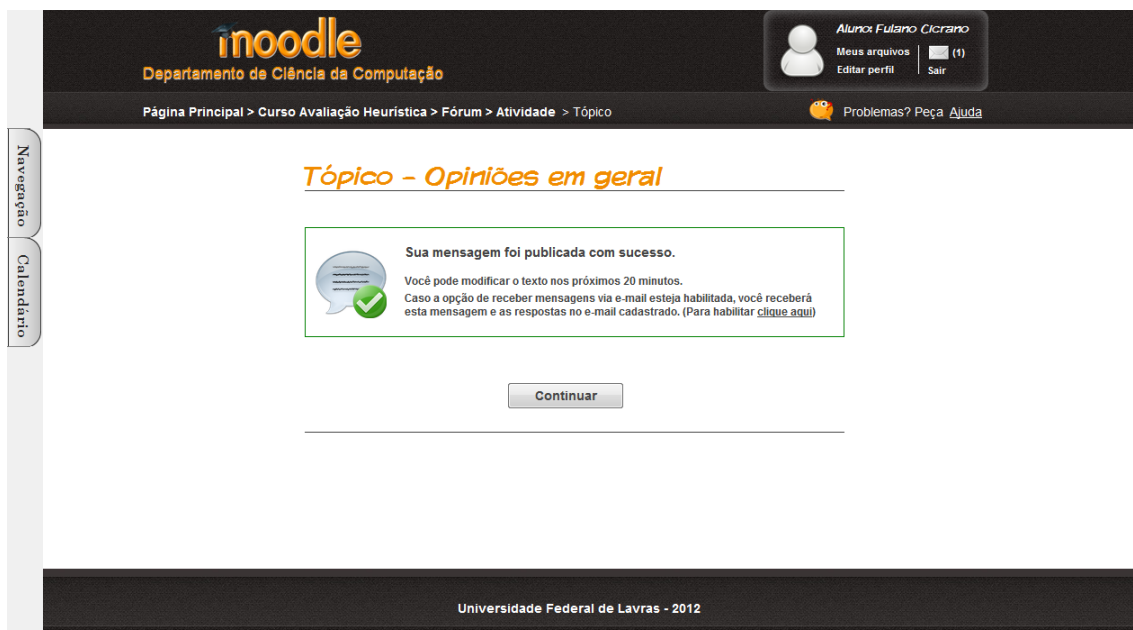 moodle
Departamento de Ciência da Computação
Aluno: Fulano Cicrano
Meus arquivos (1)
Editar perfil Sair
Página Principal > Curso Avaliação Heurística > Fórum > Atividade > Tópico
Problemas? Peça Ajuda
Navegação
Calendário
Tópico - Opiniões em geral
Sua mensagem foi publicada com sucesso.
Você pode modificar o texto nos próximos 20 minutos.
Caso a opção de receber mensagens via e-mail esteja habilitada, você receberá
esta mensagem e as respostas no e-mail cadastrado. (Para habilitar clique aqui)
Continuar
Universidade Federal de Lavras - 2012